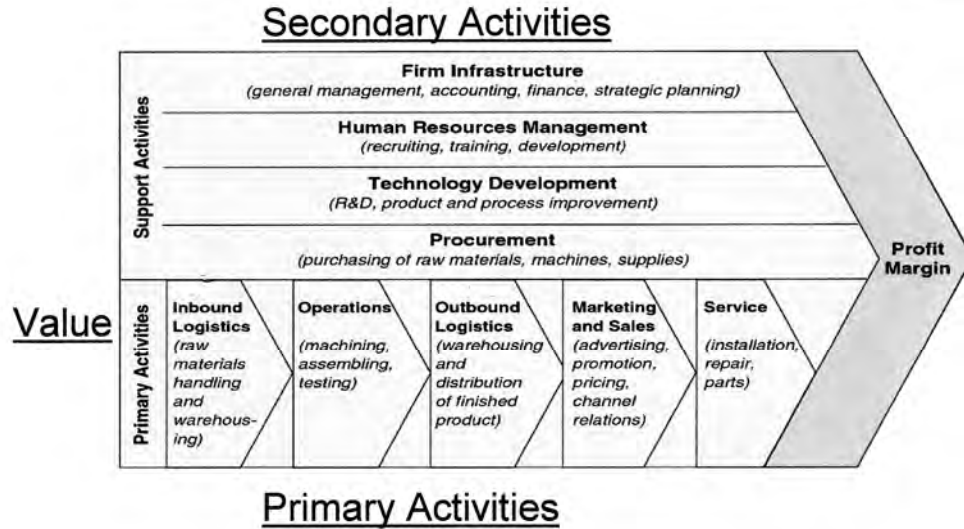 Secondary Activities
Support Activities
Firm Infrastructure
(general management, accounting, finance, strategic planning)
Human Resources Management
(recruiting, training, development)
Technology Development
(R&D, product and process improvement)
Procurement
(purchasing of raw materials, machines, supplies)
Profit
Margin
Value
Primary Activities
Inbound
Logistics
(raw
materials
handling
and
warehous-
ing)
Operations
(machining,
assembling,
testing)
Outbound
Logistics
(warehousing
and
distribution
of finished
product)
Marketing
and Sales
(advertising,
promotion,
pricing,
channel
relations)
Service
(installation,
repair,
parts)
Primary Activities